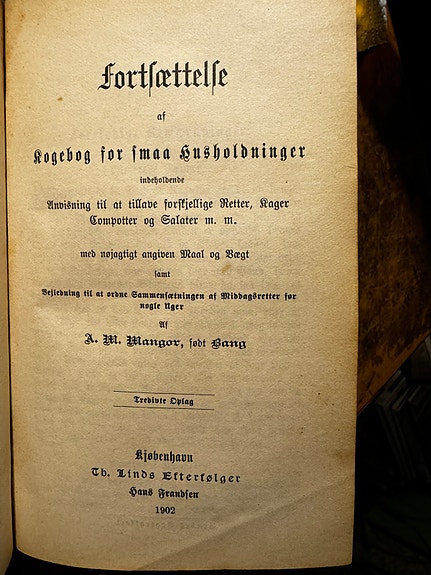 Fortsættelse
af
Kogebog for smaa Husholdninger
indeholdende
Anvisning til at tillave forskjellige Retter, Kager
Compotter og Salater m. m.
med nøjagtigt angiven Maal og Vægt
samt
Vejledning til at ordne Sammensætningen af Middagsretter for
nogle Uger
Af
A. M. Mangor, født Bang
Tredivte Oplag
Kjøbenhavn
Th. Linds Efterfølger
Hans Frandsen
1902